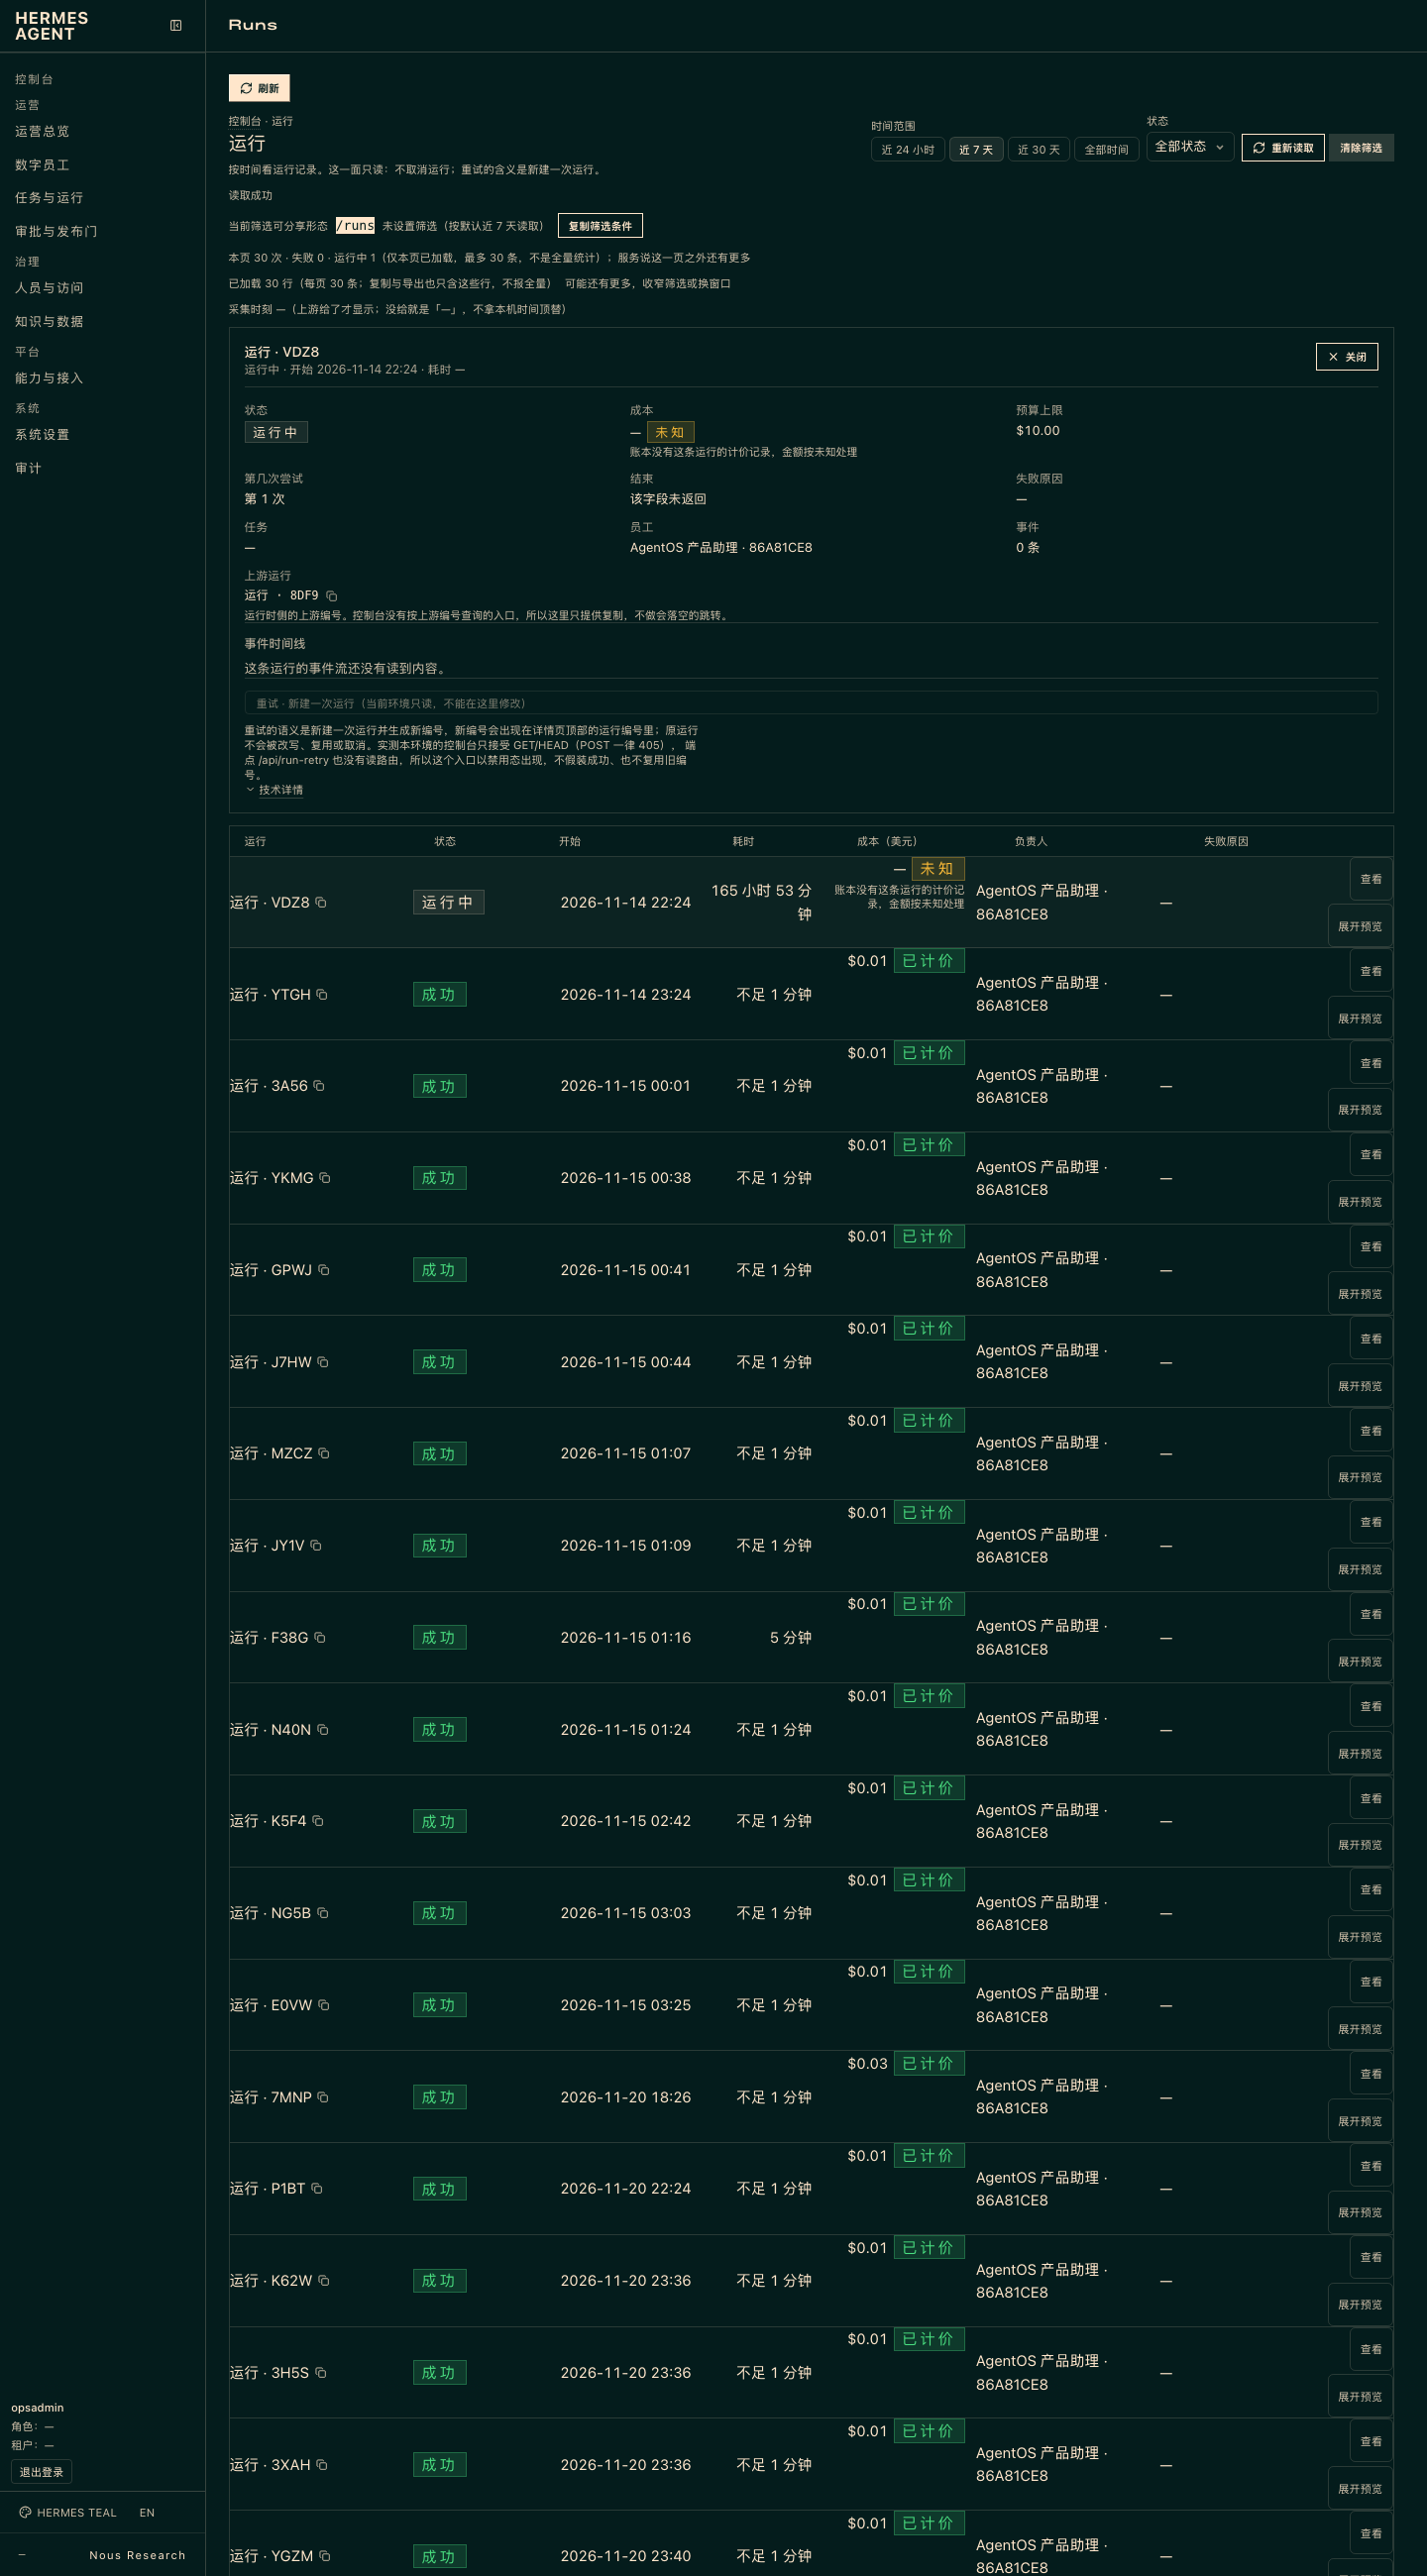 HERMES
AGENT
Runs
控制台
运营
运营总览
数字员工
任务与运行
审批与发布门
治理
人员与访问
知识与数据
平台
能力与接入
系统
系统设置
审计
刷新
控制台 · 运行
运行
按时间看运行记录。这一面只读：不取消运行；重试的含义是新建一次运行。
时间范围
近 24 小时 近 7 天 近 30 天 全部时间
状态
全部状态
重新读取 清除筛选
读取成功
当前筛选可分享形态 /runs 未设置筛选（按默认近 7 天读取） 复制筛选条件
本页 30 次 · 失败 0 · 运行中 1（仅本页已加载，最多 30 条，不是全量统计）；服务说这一页之外还有更多
已加载 30 行（每页 30 条；复制与导出也只含这些行，不报全量） 可能还有更多，收窄筛选或换窗口
采集时刻 —（上游给了才显示；没给就是「—」，不拿本机时间顶替）
运行 · VDZ8
运行中 · 开始 2026-11-14 22:24 · 耗时 —
关闭
状态
运行中
成本
— 未知
账本没有这条运行的计价记录，金额按未知处理
预算上限
$10.00
第几次尝试
第 1 次
结束
该字段未返回
失败原因
—
任务
—
员工
AgentOS 产品助理 · 86A81CE8
事件
0 条
上游运行
运行 · 8DF9
运行时侧的上游编号。控制台没有按上游编号查询的入口，所以这里只提供复制，不做会落空的跳转。
事件时间线
这条运行的事件流还没有读到内容。
重试 · 新建一次运行（当前环境只读，不能在这里修改）
重试的语义是新建一次运行并生成新编号，新编号会出现在详情页顶部的运行编号里；原运行
不会被改写、复用或取消。实测本环境的控制台只接受 GET/HEAD（POST 一律 405）， 端
点 /api/run-retry 也没有读路由，所以这个入口以禁用态出现，不假装成功、也不复用旧编
号。
技术详情
运行 状态 开始 耗时 成本（美元） 负责人 失败原因
运行 · VDZ8 运行中 2026-11-14 22:24 165 小时 53 分
钟 — 未知
账本没有这条运行的计价记
录，金额按未知处理
AgentOS 产品助理 ·
86A81CE8 — 查看
展开预览
运行 · YTGH 成功 2026-11-14 23:24 不足 1 分钟 $0.01 已计价 AgentOS 产品助理 ·
86A81CE8 — 查看
展开预览
运行 · 3A56 成功 2026-11-15 00:01 不足 1 分钟 $0.01 已计价 AgentOS 产品助理 ·
86A81CE8 — 查看
展开预览
运行 · YKMG 成功 2026-11-15 00:38 不足 1 分钟 $0.01 已计价 AgentOS 产品助理 ·
86A81CE8 — 查看
展开预览
运行 · GPWJ 成功 2026-11-15 00:41 不足 1 分钟 $0.01 已计价 AgentOS 产品助理 ·
86A81CE8 — 查看
展开预览
运行 · J7HW 成功 2026-11-15 00:44 不足 1 分钟 $0.01 已计价 AgentOS 产品助理 ·
86A81CE8 — 查看
展开预览
运行 · MZCZ 成功 2026-11-15 01:07 不足 1 分钟 $0.01 已计价 AgentOS 产品助理 ·
86A81CE8 — 查看
展开预览
运行 · JY1V 成功 2026-11-15 01:09 不足 1 分钟 $0.01 已计价 AgentOS 产品助理 ·
86A81CE8 — 查看
展开预览
运行 · F38G 成功 2026-11-15 01:16 5 分钟 $0.01 已计价 AgentOS 产品助理 ·
86A81CE8 — 查看
展开预览
运行 · N40N 成功 2026-11-15 01:24 不足 1 分钟 $0.01 已计价 AgentOS 产品助理 ·
86A81CE8 — 查看
展开预览
运行 · K5F4 成功 2026-11-15 02:42 不足 1 分钟 $0.01 已计价 AgentOS 产品助理 ·
86A81CE8 — 查看
展开预览
运行 · NG5B 成功 2026-11-15 03:03 不足 1 分钟 $0.01 已计价 AgentOS 产品助理 ·
86A81CE8 — 查看
展开预览
运行 · E0VW 成功 2026-11-15 03:25 不足 1 分钟 $0.01 已计价 AgentOS 产品助理 ·
86A81CE8 — 查看
展开预览
运行 · 7MNP 成功 2026-11-20 18:26 不足 1 分钟 $0.03 已计价 AgentOS 产品助理 ·
86A81CE8 — 查看
展开预览
运行 · P1BT 成功 2026-11-20 22:24 不足 1 分钟 $0.01 已计价 AgentOS 产品助理 ·
86A81CE8 — 查看
展开预览
运行 · K62W 成功 2026-11-20 23:36 不足 1 分钟 $0.01 已计价 AgentOS 产品助理 ·
86A81CE8 — 查看
展开预览
运行 · 3H5S 成功 2026-11-20 23:36 不足 1 分钟 $0.01 已计价 AgentOS 产品助理 ·
86A81CE8 — 查看
展开预览
运行 · 3XAH 成功 2026-11-20 23:36 不足 1 分钟 $0.01 已计价 AgentOS 产品助理 ·
86A81CE8 — 查看
展开预览
运行 · YGZM 成功 2026-11-20 23:40 不足 1 分钟 $0.01 已计价 AgentOS 产品助理 ·
86A81CE8 — 查看
opsadmin
角色：—
租户：—
退出登录
HERMES TEAL EN
— Nous Research